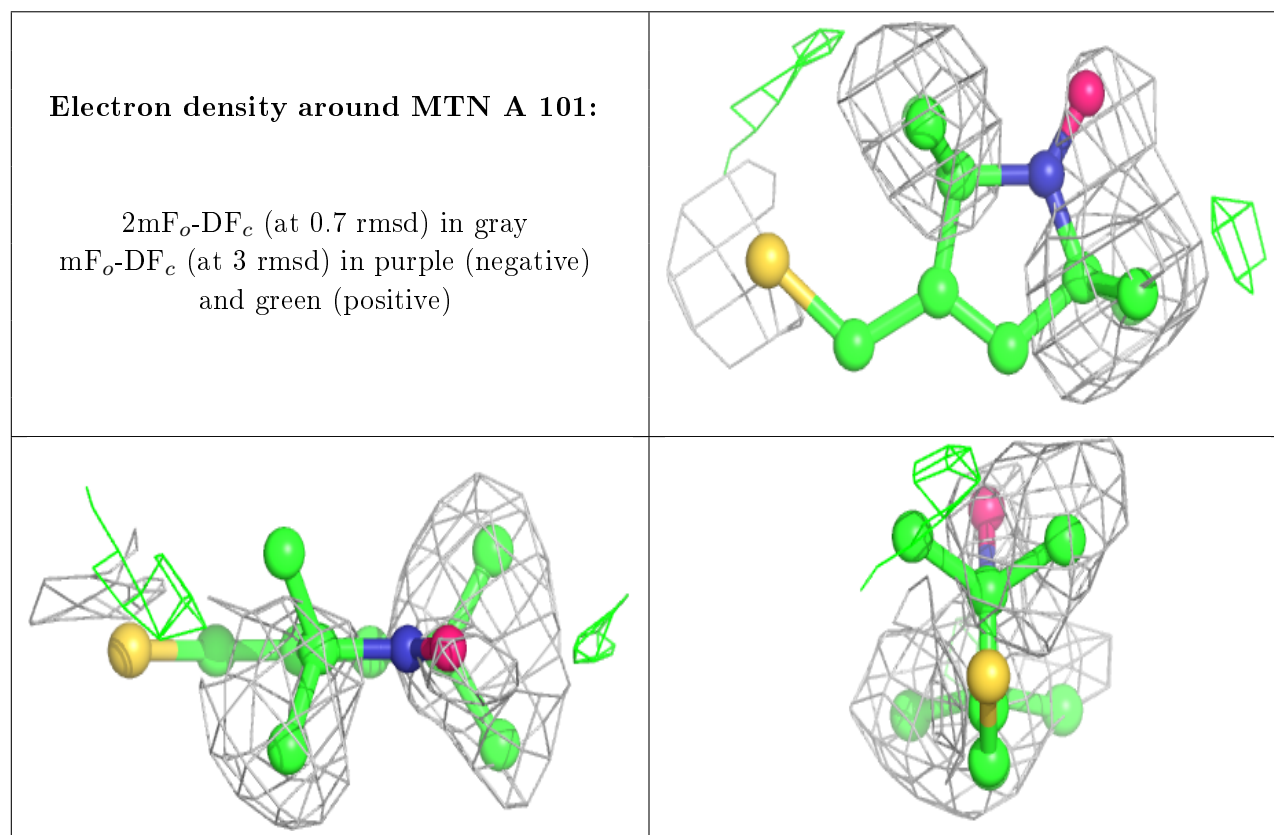 Electron density around MTN A 101:
2mFₒ-DF𝒸 (at 0.7 rmsd) in gray
mFₒ-DF𝒸 (at 3 rmsd) in purple (negative)
and green (positive)